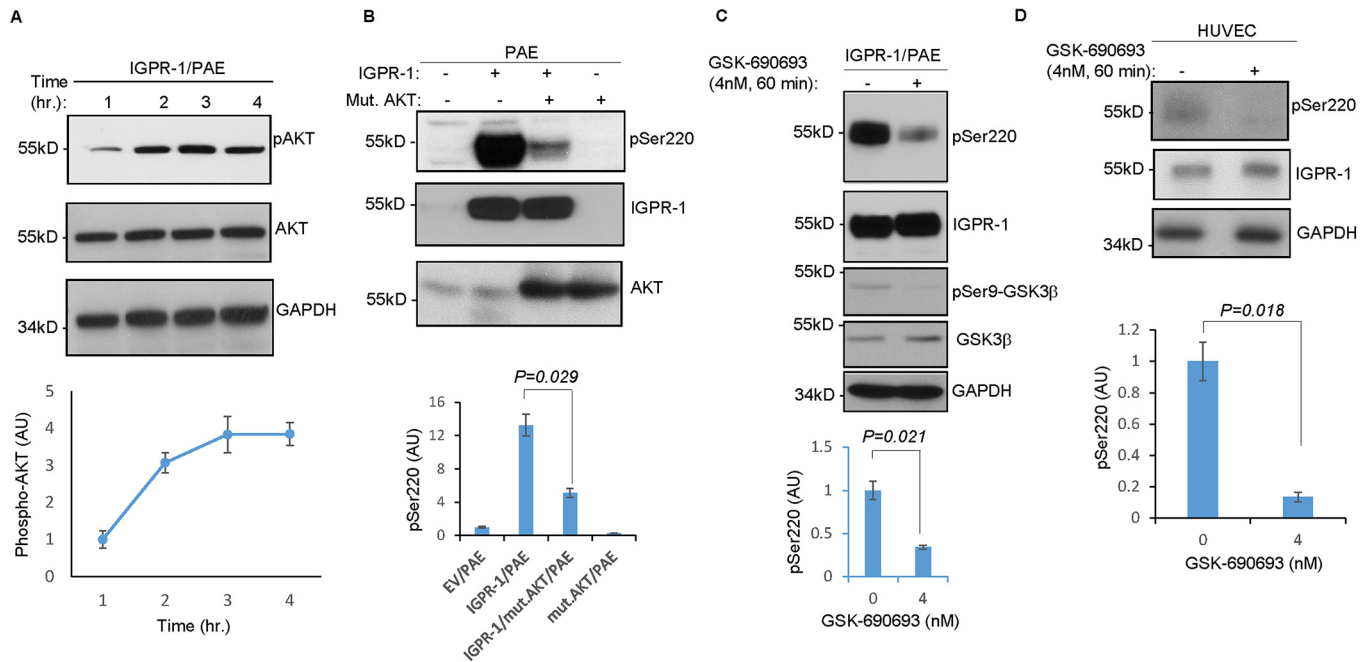 A
IGPR-1/PAE
Time
(hr.): 1 2 3 4
55kD pAKT
55kD AKT
34kD GAPDH
5
4
3
2
1
0
Phospho-AKT (AU)
1 2 3 4
Time (hr.)
B
PAE
IGPR-1: - + + -
Mut. AKT: - - + +
55kD pSer220
55kD IGPR-1
55kD AKT
P=0.029
16
12
8
4
0
pSer220 (AU)
EV/PAE
IGPR-1/PAE
IGPR-1/mut.AKT/PAE
mut.AKT/PAE
C
GSK-690693 IGPR-1/PAE
(4nM, 60 min): - +
55kD pSer220
55kD IGPR-1
55kD pSer9-GSK3β
55kD GSK3β
34kD GAPDH
P=0.021
1.5
1
0.5
0
pSer220 (AU)
0 4
GSK-690693 (nM)
D
HUVEC
GSK-690693
(4nM, 60 min): - +
55kD pSer220
55kD IGPR-1
34kD GAPDH
P=0.018
1.2
1
0.8
0.6
0.4
0.2
0
pSer220 (AU)
0 4
GSK-690693 (nM)